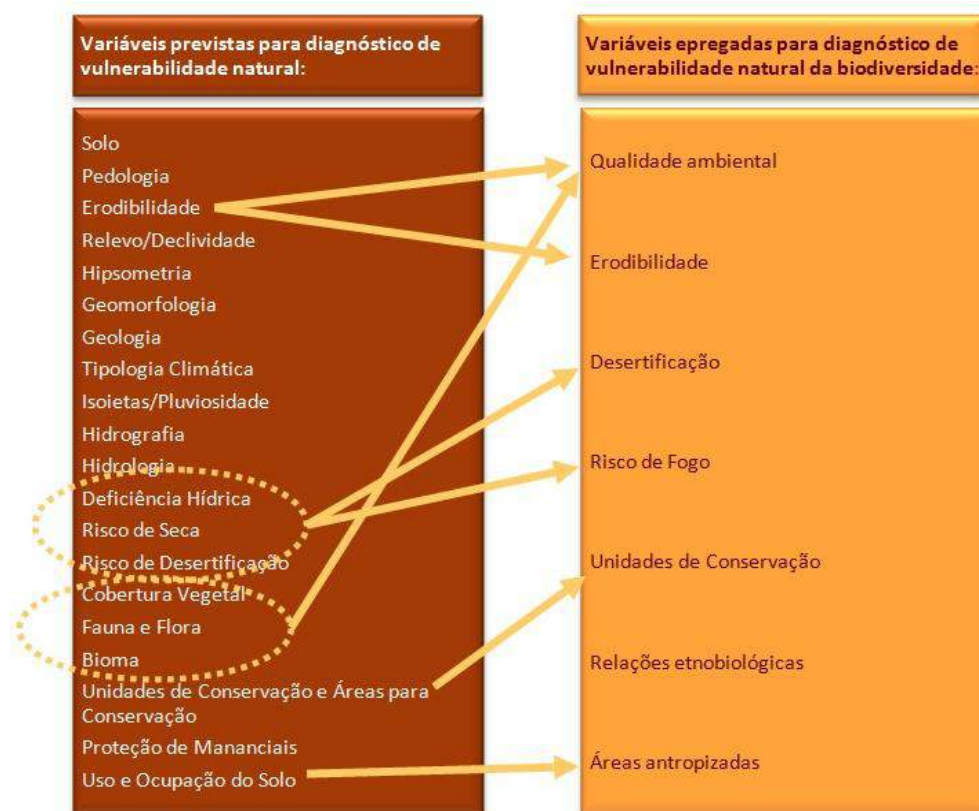 Variáveis previstas para diagnóstico de
vulnerabilidade natural:
Solo
Pedologia
Erodibilidade
Relevo/Declividade
Hipsometria
Geomorfologia
Geologia
Tipologia Climática
Isoietas/Pluviosidade
Hidrografia
Hidrologia
Deficiência Hídrica
Risco de Seca
Risco de Desertificação
Cobertura Vegetal
Fauna e Flora
Bioma
Unidades de Conservação e Áreas para
Conservação
Proteção de Mananciais
Uso e Ocupação do Solo
Variáveis epregadas para diagnóstico de
vulnerabilidade natural da biodiversidade:
Qualidade ambiental
Erodibilidade
Desertificação
Risco de Fogo
Unidades de Conservação
Relações etnobiológicas
Áreas antropizadas